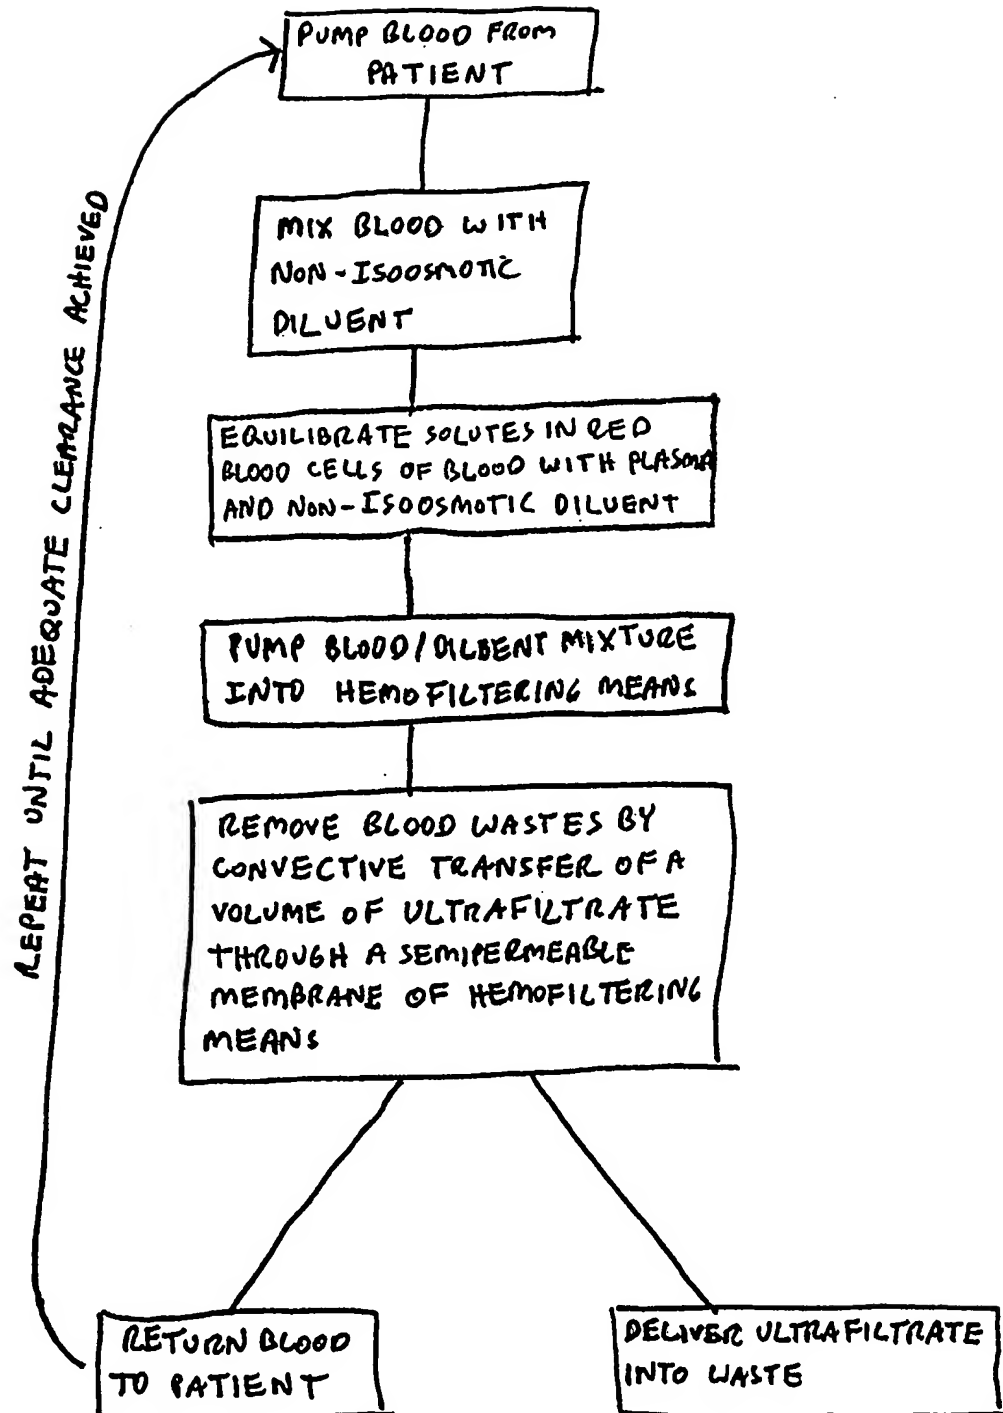 PUMP BLOOD FROM
PATIENT
MIX BLOOD WITH
NON-ISOOSMOTIC
DILUENT
EQUILIBRATE SOLUTES IN RED
BLOOD CELLS OF BLOOD WITH PLASMA
AND NON-ISOOSMOTIC DILUENT
PUMP BLOOD/DILUENT MIXTURE
INTO HEMOFILTERING MEANS
REMOVE BLOOD WASTES BY
CONVECTIVE TRANSFER OF A
VOLUME OF ULTRAFILTRATE
THROUGH A SEMIPERMEABLE
MEMBRANE OF HEMOFILTERING
MEANS
RETURN BLOOD
TO PATIENT
DELIVER ULTRAFILTRATE
INTO WASTE
REPEAT UNTIL ADEQUATE CLEARANCE ACHIEVED